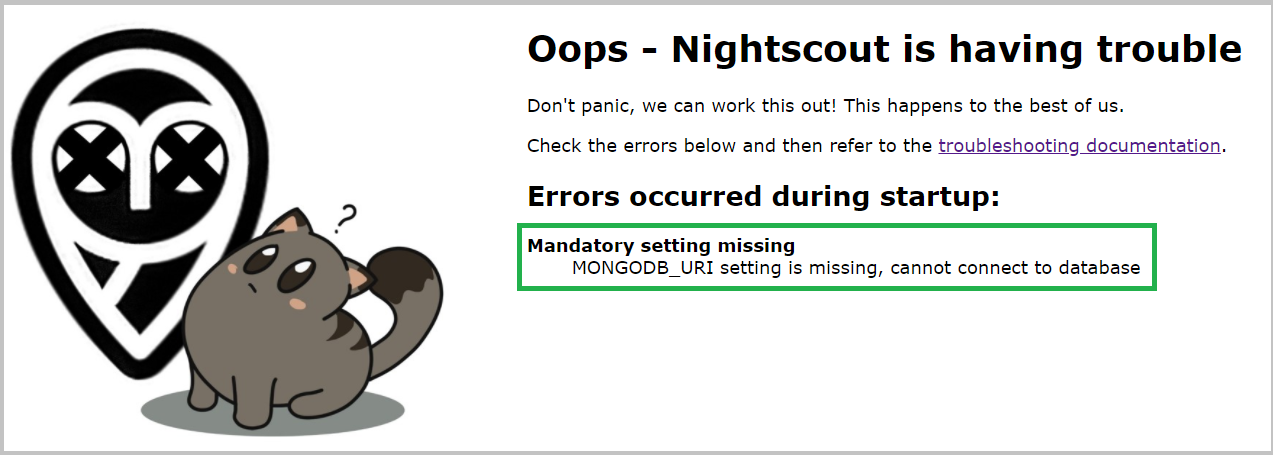 Oops - Nightscout is having trouble
Don't panic, we can work this out! This happens to the best of us.
Check the errors below and then refer to the troubleshooting documentation.
Errors occurred during startup:
Mandatory setting missing
MONGODB_URI setting is missing, cannot connect to database
?